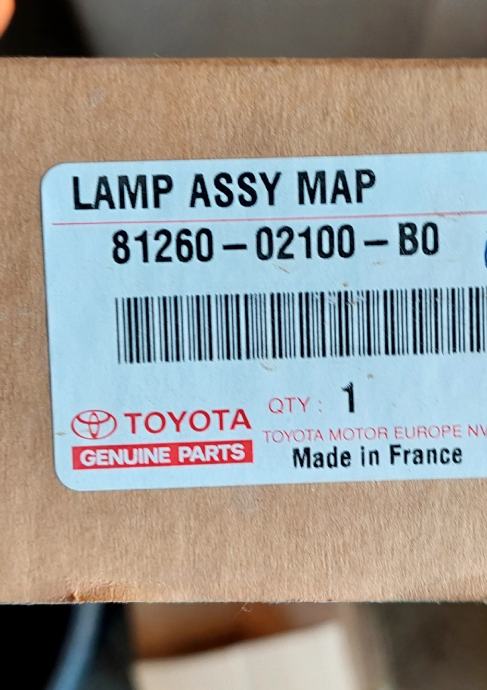 LAMP ASSY MAP
81260-02100-B0
QTY: 1
TOYOTA
GENUINE PARTS
TOYOTA MOTOR EUROPE NV
Made in France